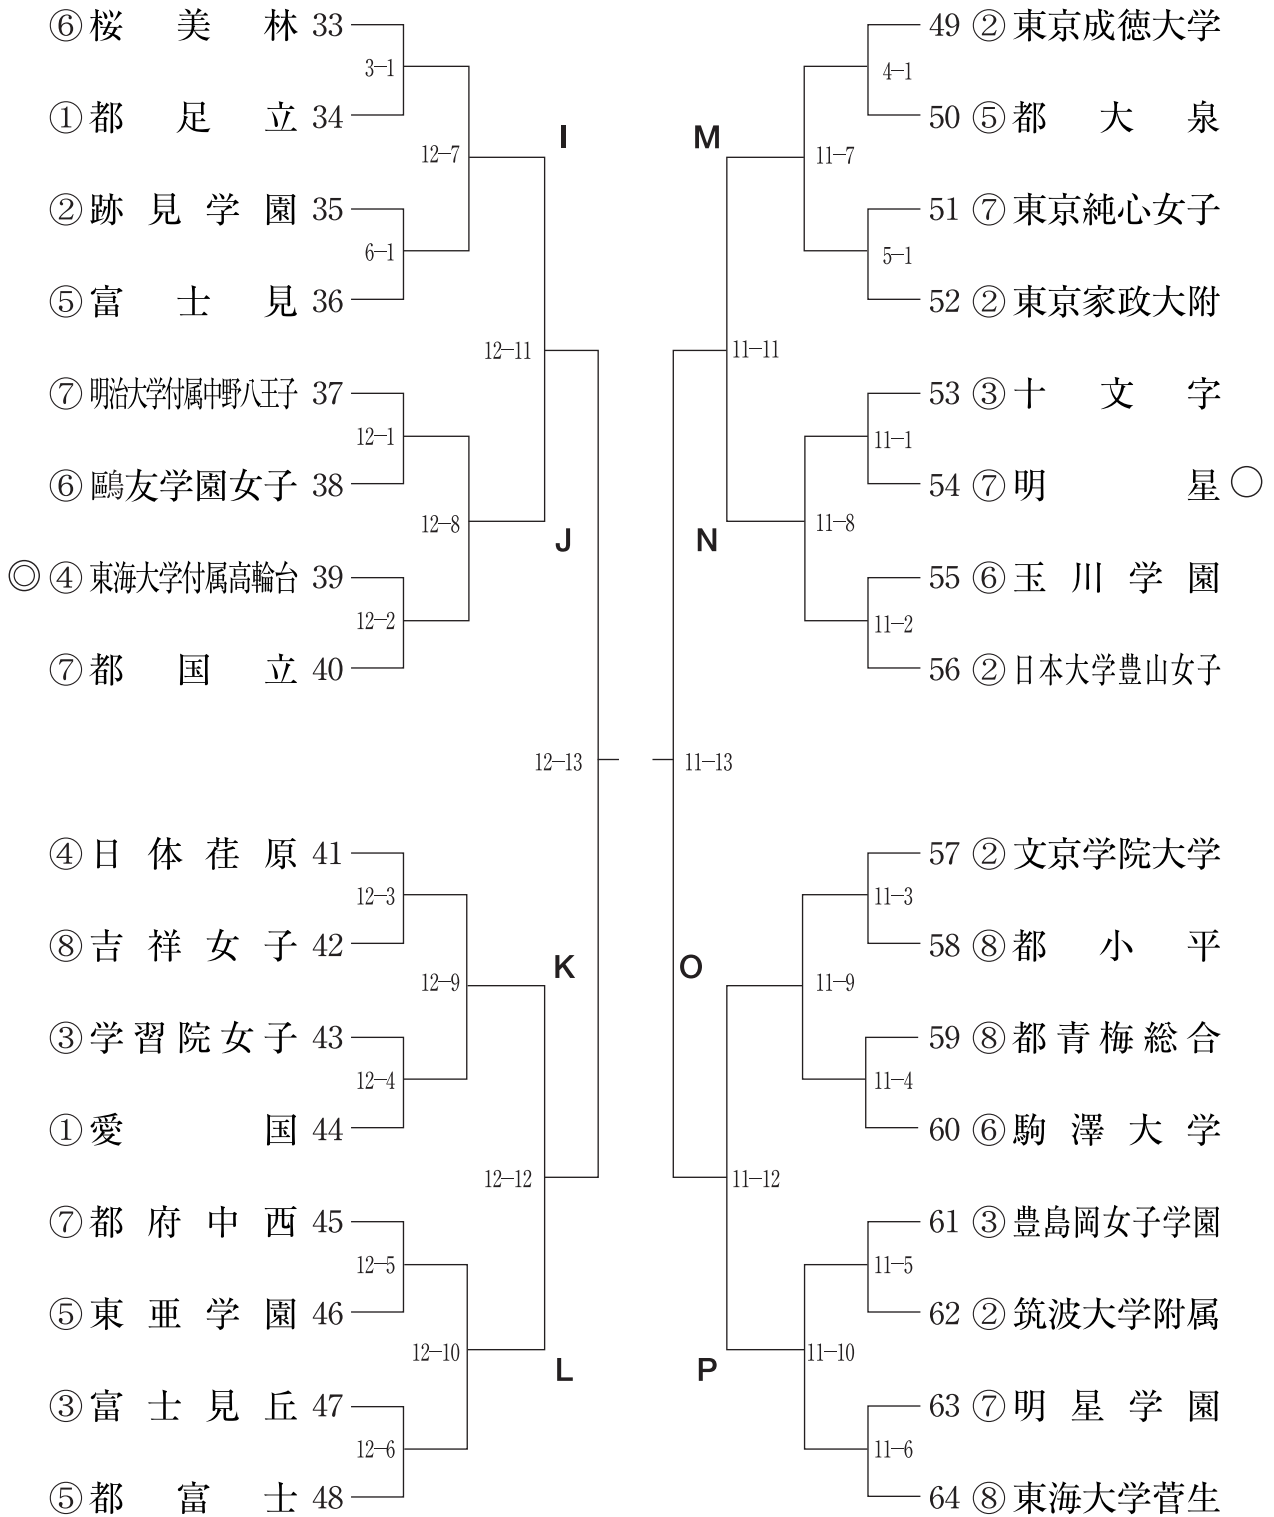 ⑥桜美林 33
3-1
①都足立 34
I
12-7
②跡見学園 35
6-1
⑤富士見 36
12-11
⑦明治大学付属中野八王子 37
12-1
⑥鷗友学園女子 38
12-8
J
◎④東海大学付属高輪台 39
12-2
⑦都国立 40
12-13
④日体荏原 41
12-3
⑧吉祥女子 42
12-9
K
③学習院女子 43
12-4
①愛国 44
12-12
⑦都府中西 45
12-5
⑤東亜学園 46
12-10
L
③富士見丘 47
12-6
⑤都富士 48
49 ②東京成徳大学
4-1
50 ⑤都大泉
M
11-7
51 ⑦東京純心女子
5-1
52 ②東京家政大附
11-11
53 ③十文字
11-1
54 ⑦明星○
11-8
N
55 ⑥玉川学園
11-2
56 ②日本大学豊山女子
11-13
57 ②文京学院大学
11-3
58 ⑧都小平
O
11-9
59 ⑧都青梅総合
11-4
60 ⑥駒澤大学
11-12
61 ③豊島岡女子学園
11-5
62 ②筑波大学附属
11-10
P
63 ⑦明星学園
11-6
64 ⑧東海大学菅生